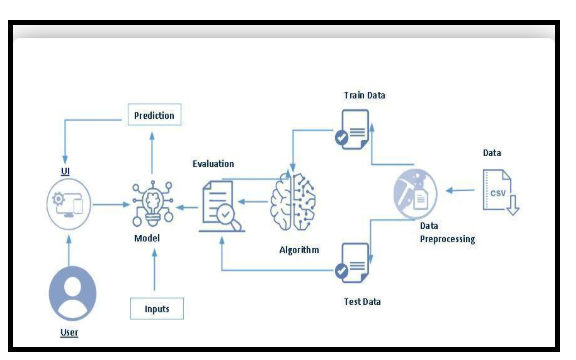 Train Data
Prediction
Data
Evaluation
UI
CSV
Model
Algorithm
Data
Preprocessing
Inputs
Test Data
User